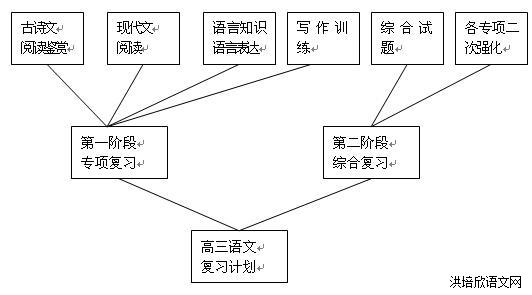 古诗文
阅读鉴赏
现代文
阅读
语言知识
语言表达
写作训
练
综合试
题
各专项二
次强化
第一阶段
专项复习
第二阶段
综合复习
高三语文
复习计划
洪培欣语文网